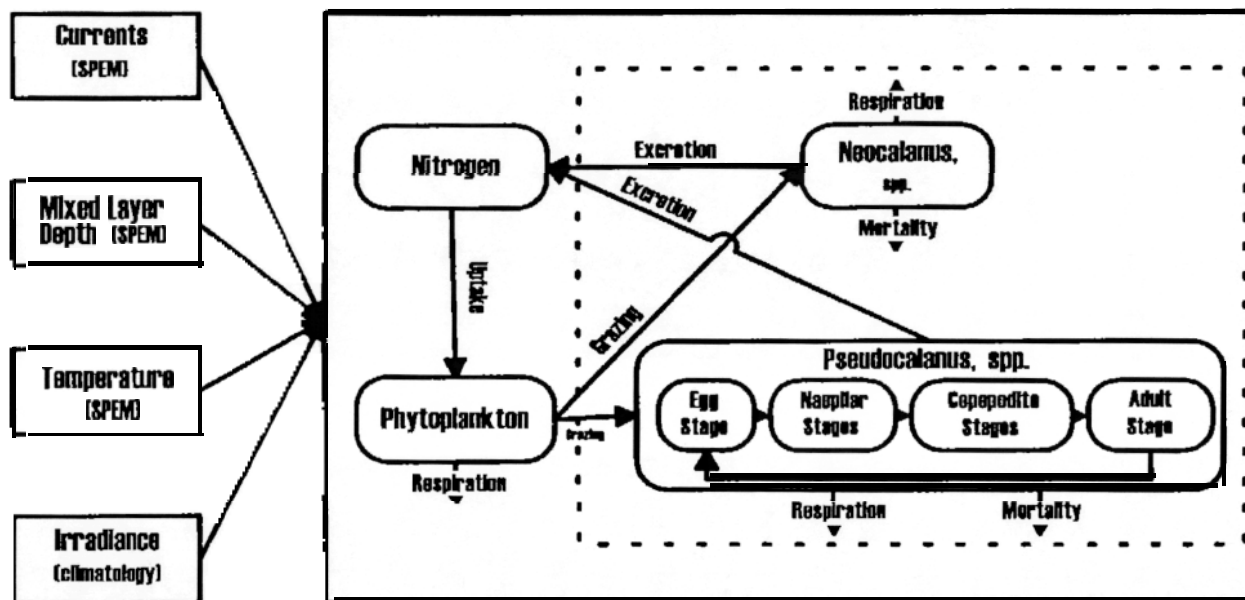 Currents
[SPEM]
Mixed Layer
Depth [SPEM]
Temperature
[SPEM]
Irradiance
(climatology)
Respiration
Neocalanus,
spp.
Mortality
Nitrogen
Excretion
Excretion
Uptake
Grazing
Phytoplankton
Respiration
Grazing
Pseudocalanus, spp.
Egg
Stage
Naupliar
Stages
Copepodite
Stages
Adult
Stage
Respiration
Mortality